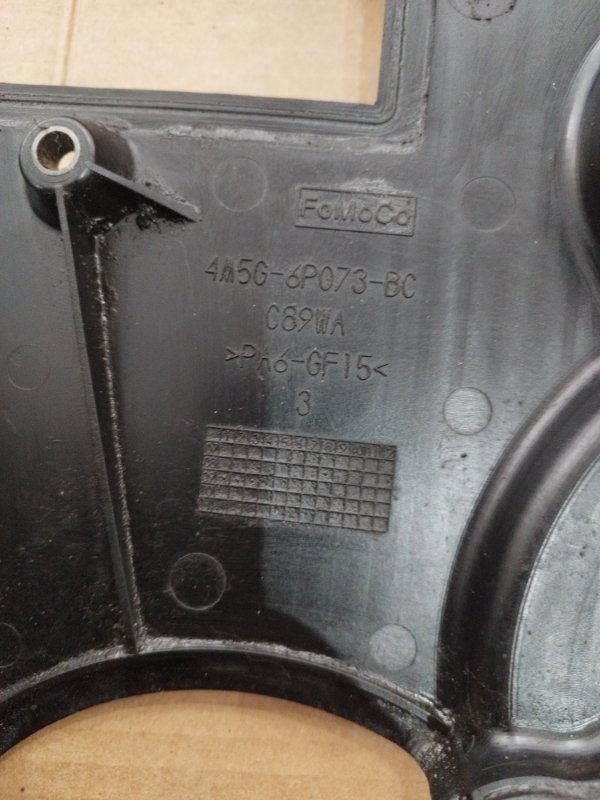 FoMoCo
4M5G-6P073-BC
C89WA
>PA6-GF15<
3